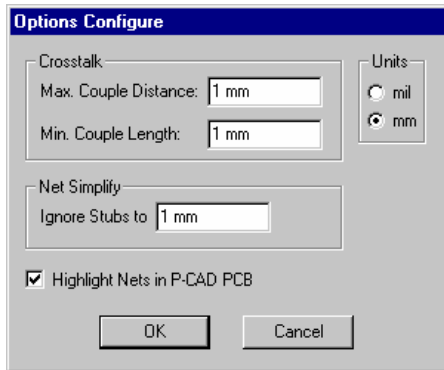 Options Configure
Crosstalk
Max. Couple Distance: 1 mm
Min. Couple Length: 1 mm
Units
mil
mm
Net Simplify
Ignore Stubs to 1 mm
Highlight Nets in P-CAD PCB
OK Cancel